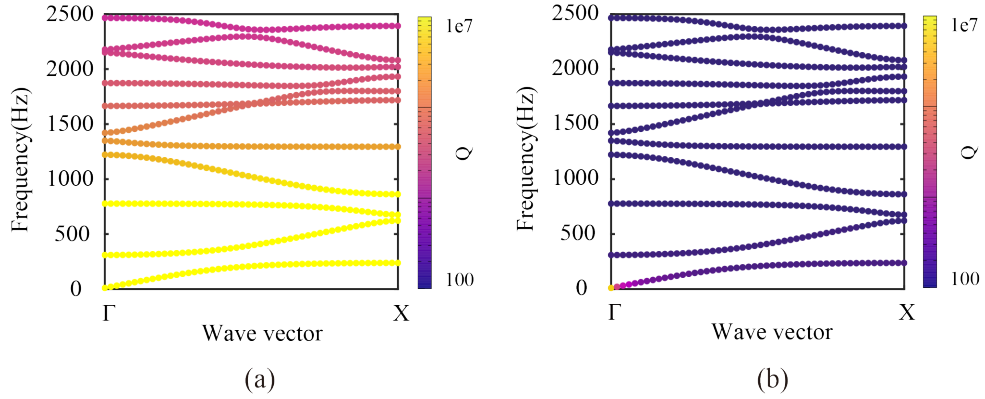 2500
2000
1500
1000
500
0
Frequency(Hz)
Γ
X
Wave vector
1e7
Q
100
(a)
2500
2000
1500
1000
500
0
Frequency(Hz)
Γ
X
Wave vector
1e7
Q
100
(b)